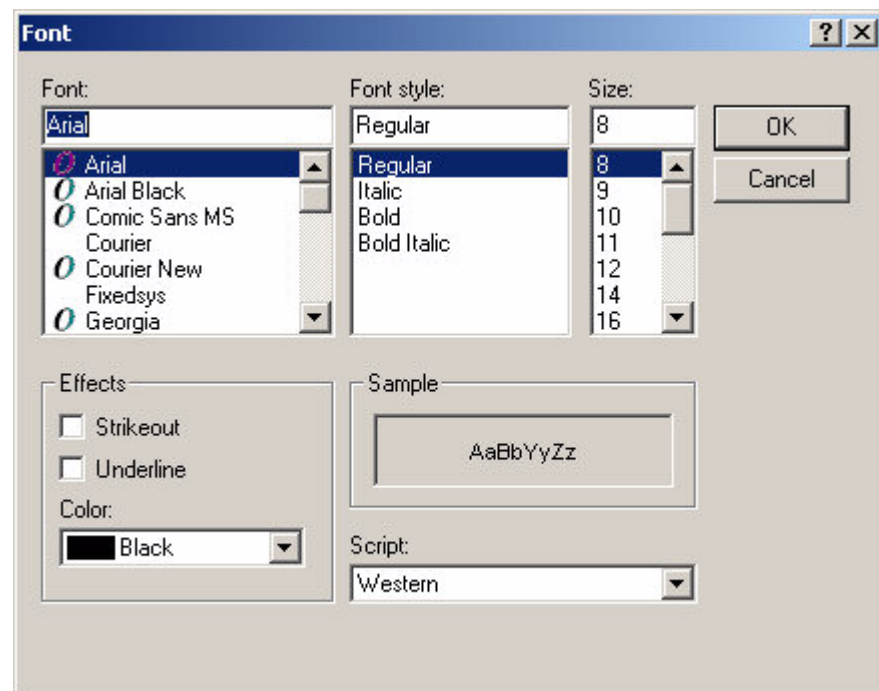 Font
Font:
Arial
Arial
Arial Black
Comic Sans MS
Courier
Courier New
Fixedsys
Georgia
Font style:
Regular
Regular
Italic
Bold
Bold Italic
Size:
8
8
9
10
11
12
14
16
OK
Cancel
Effects
Strikeout
Underline
Color:
Black
Sample
AaBbYyZz
Script:
Western